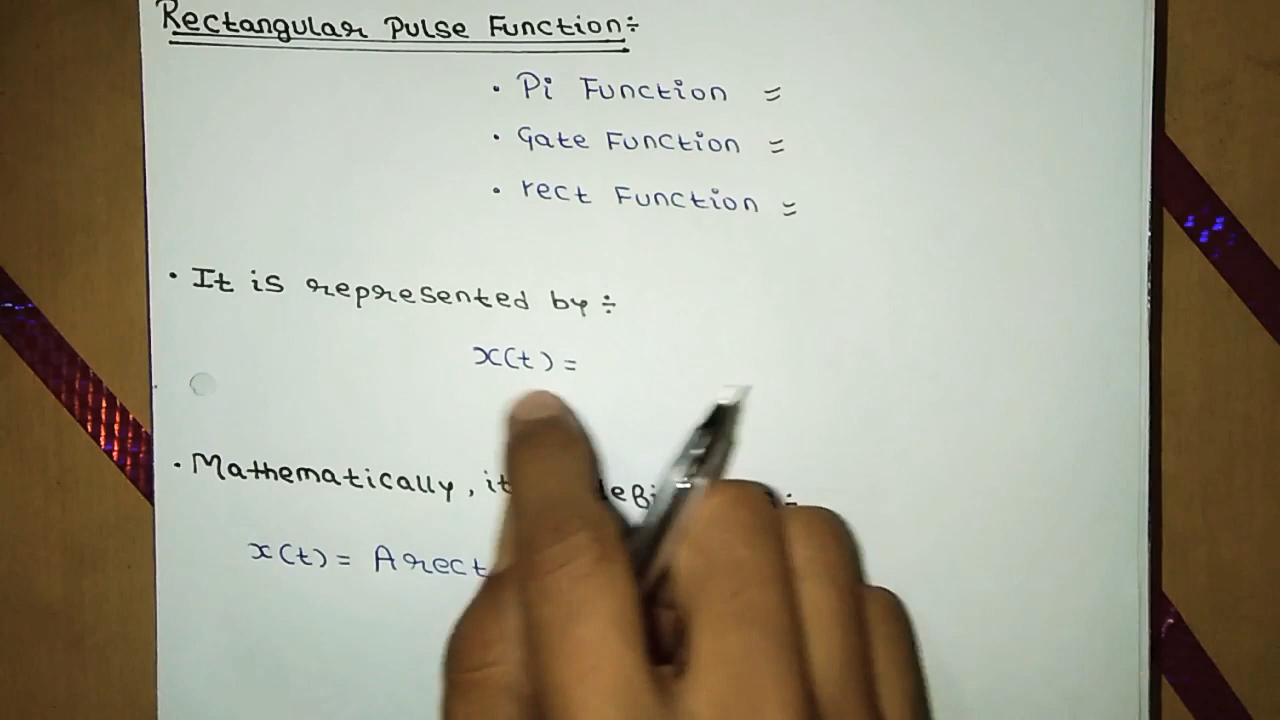 Rectangular Pulse Function÷
• Pi Function =
• Gate Function =
• rect Function =
• It is represented by ÷
x(t) =
• Mathematically, it
x(t) = A rect